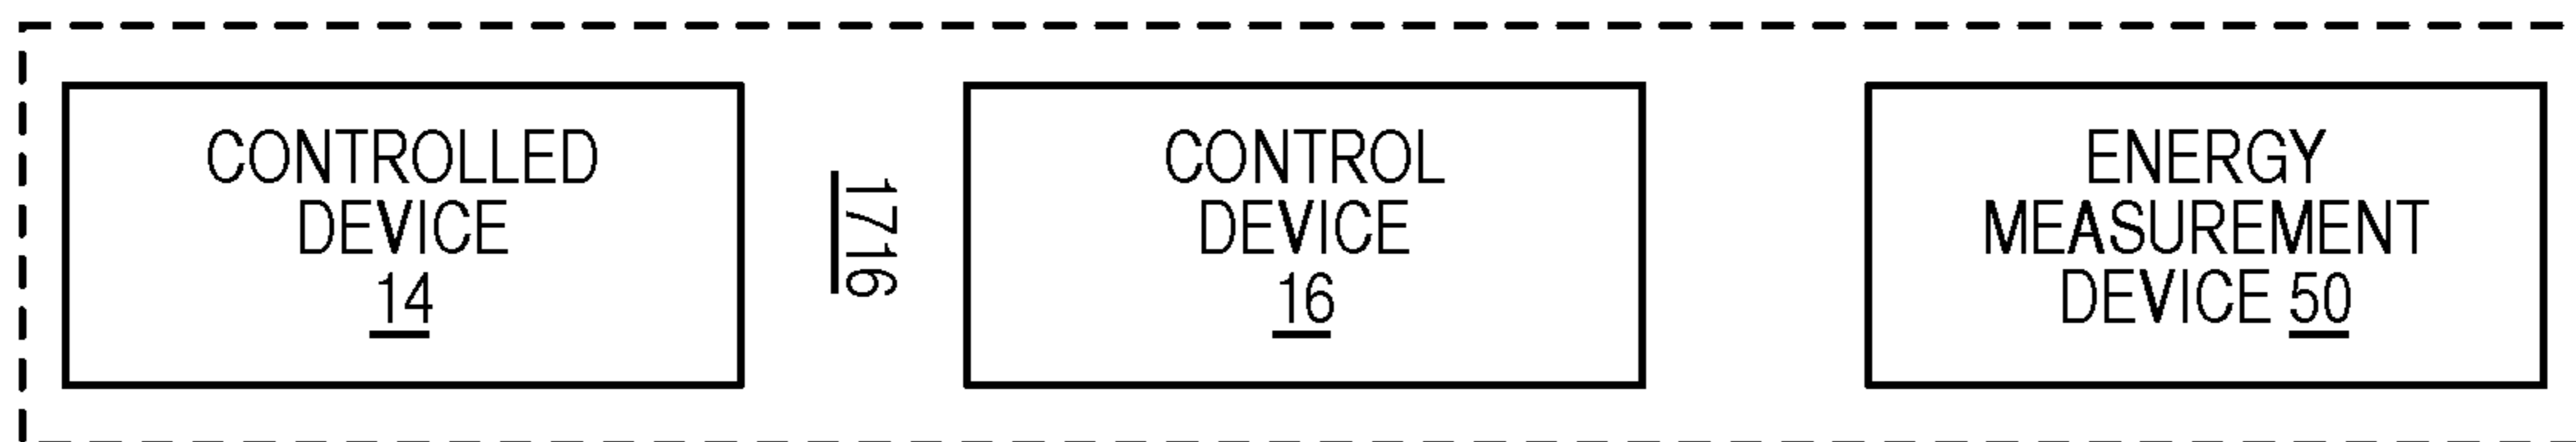 CONTROLLED
DEVICE
14
1716
CONTROL
DEVICE
16
ENERGY
MEASUREMENT
DEVICE 50